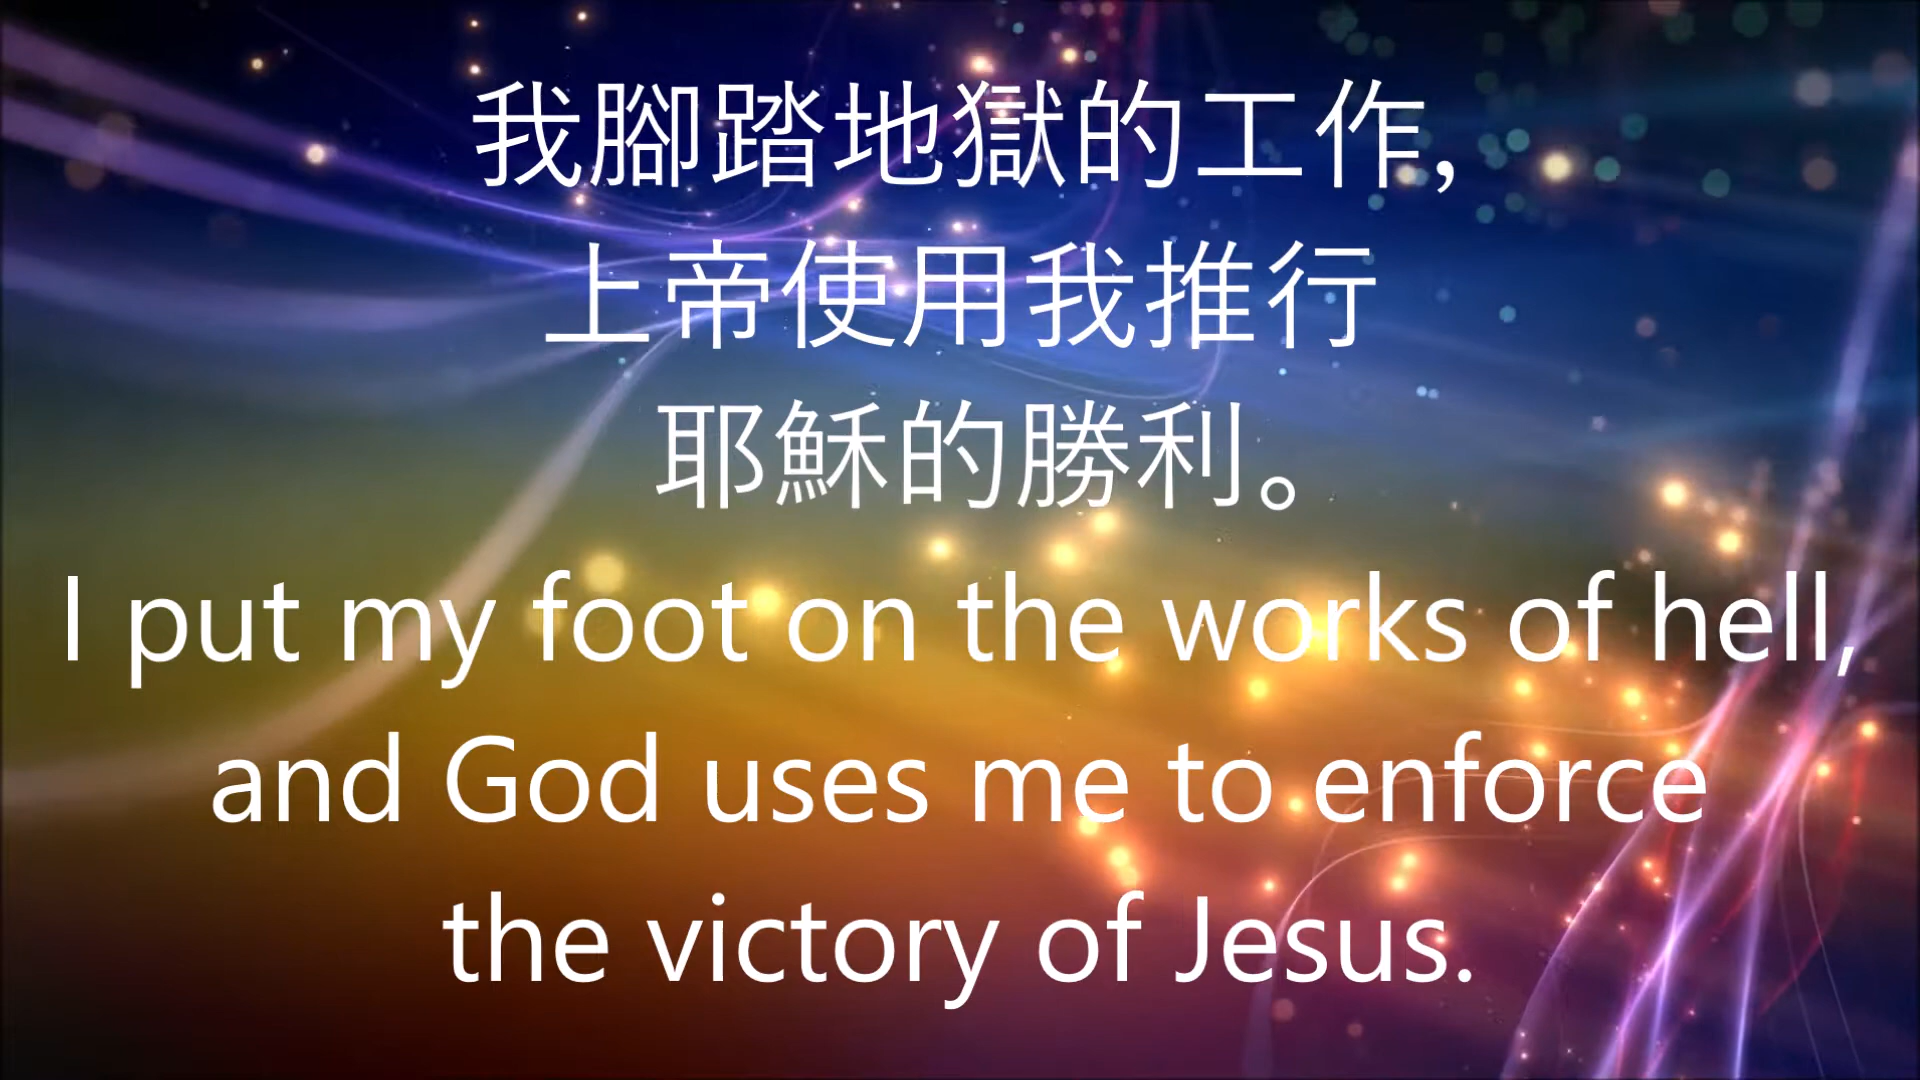 我腳踏地獄的工作,
上帝使用我推行
耶穌的勝利。
I put my foot on the works of hell,
and God uses me to enforce
the victory of Jesus.